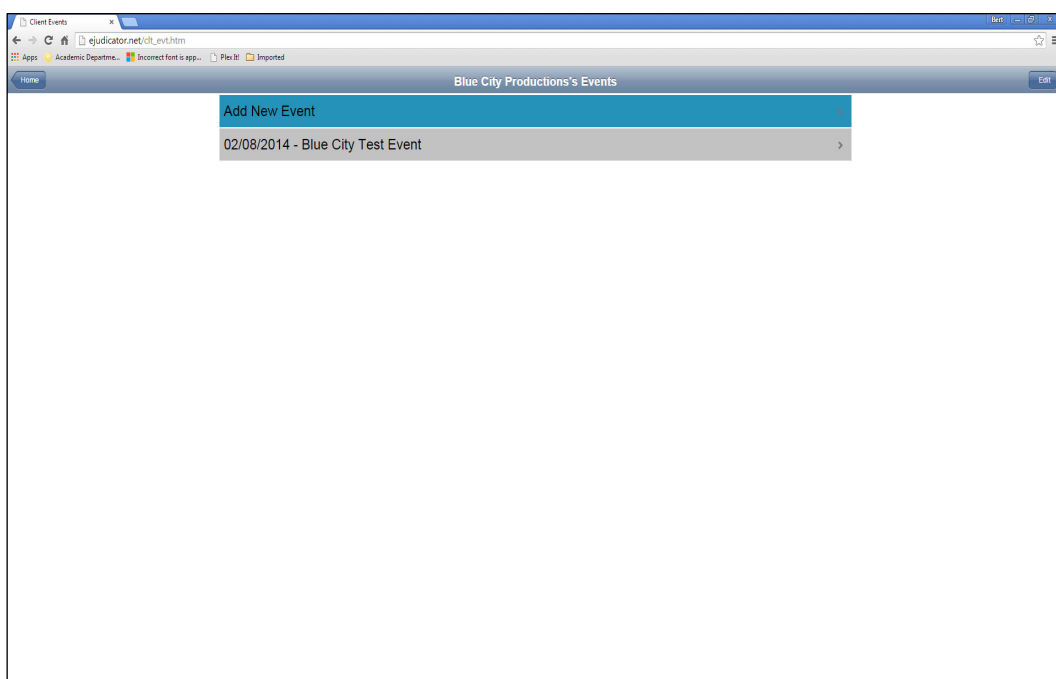 Client Events
Bert
ejudicator.net/clt_evt.htm
Apps Academic Departme... Incorrect font is app... Plex It! Imported
Home Blue City Productions's Events Edit
Add New Event
02/08/2014 - Blue City Test Event